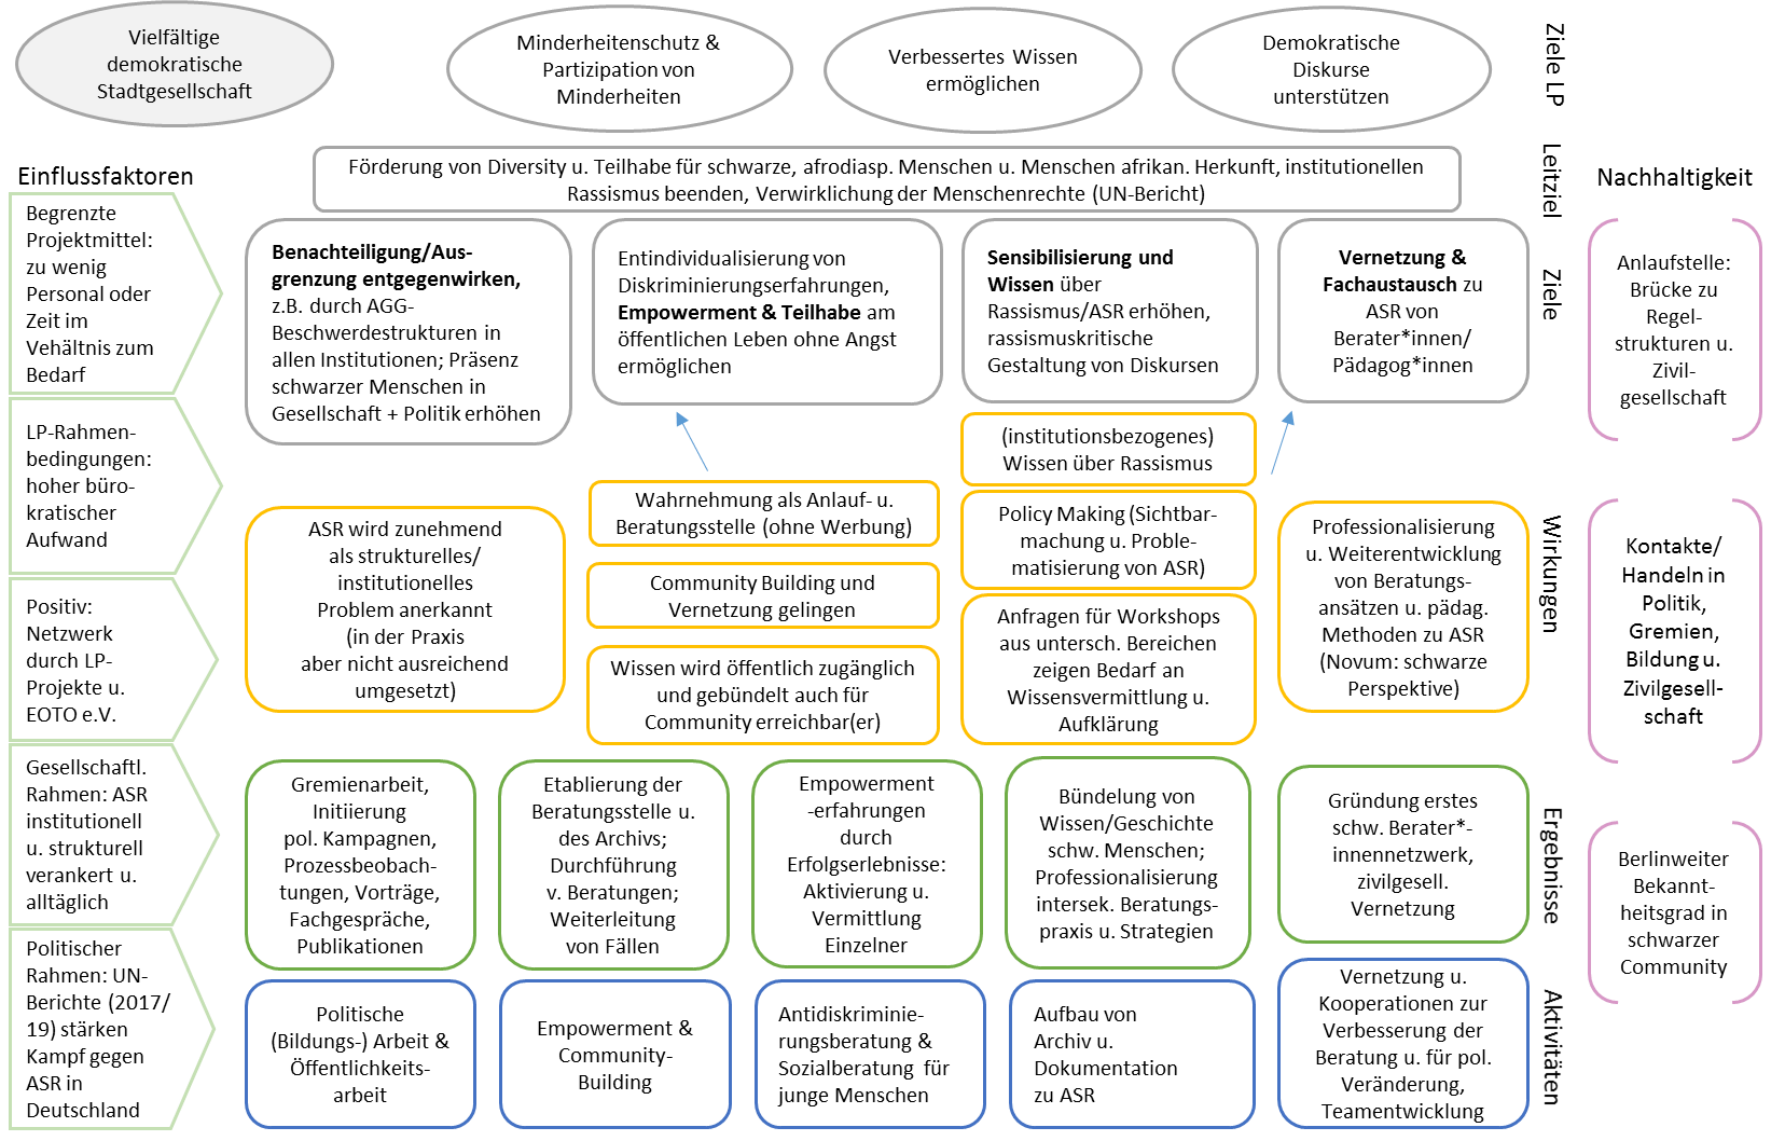 Vielfältige
demokratische
Stadtgesellschaft
Minderheitenschutz &
Partizipation von
Minderheiten
Verbessertes Wissen
ermöglichen
Demokratische
Diskurse
unterstützen
Ziele LP
Einflussfaktoren
Begrenzte
Projektmittel:
zu wenig
Personal oder
Zeit im
Vehältnis zum
Bedarf
LP-Rahmen-
bedingungen:
hoher büro-
kratischer
Aufwand
Positiv:
Netzwerk
durch LP-
Projekte u.
EOTO e.V.
Gesellschaftl.
Rahmen: ASR
institutionell
u. strukturell
verankert u.
alltäglich
Politischer
Rahmen: UN-
Berichte (2017/
19) stärken
Kampf gegen
ASR in
Deutschland
Förderung von Diversity u. Teilhabe für schwarze, afrodiasp. Menschen u. Menschen afrikan. Herkunft, institutionellen
Rassismus beenden, Verwirklichung der Menschenrechte (UN-Bericht)
Leitziel
Benachteiligung/Aus-
grenzung entgegenwirken,
z.B. durch AGG-
Beschwerdestrukturen in
allen Institutionen; Präsenz
schwarzer Menschen in
Gesellschaft + Politik erhöhen
Entindividualisierung von
Diskriminierungserfahrungen,
Empowerment & Teilhabe am
öffentlichen Leben ohne Angst
ermöglichen
Sensibilisierung und
Wissen über
Rassismus/ASR erhöhen,
rassismuskritische
Gestaltung von Diskursen
Vernetzung &
Fachaustausch zu
ASR von
Berater*innen/
Pädagog*innen
Ziele
ASR wird zunehmend
als strukturelles/
institutionelles
Problem anerkannt
(in der Praxis
aber nicht ausreichend
umgesetzt)
Wahrnehmung als Anlauf- u.
Beratungsstelle (ohne Werbung)
Community Building und
Vernetzung gelingen
Wissen wird öffentlich zugänglich
und gebündelt auch für
Community erreichbar(er)
(institutionsbezogenes)
Wissen über Rassismus
Policy Making (Sichtbar-
machung u. Proble-
matisierung von ASR)
Anfragen für Workshops
aus untersch. Bereichen
zeigen Bedarf an
Wissensvermittlung u.
Aufklärung
Professionalisierung
u. Weiterentwicklung
von Beratungs-
ansätzen u. pädag.
Methoden zu ASR
(Novum: schwarze
Perspektive)
Wirkungen
Gremienarbeit,
Initiierung
pol. Kampagnen,
Prozessbeobach-
tungen, Vorträge,
Fachgespräche,
Publikationen
Etablierung der
Beratungsstelle u.
des Archivs;
Durchführung
v. Beratungen;
Weiterleitung
von Fällen
Empowerment
-erfahrungen
durch
Erfolgserlebnisse:
Aktivierung u.
Vermittlung
Einzelner
Bündelung von
Wissen/Geschichte
schw. Menschen;
Professionalisierung
intersek. Beratungs-
praxis u. Strategien
Gründung erstes
schw. Berater*-
innennetzwerk,
zivilgesell.
Vernetzung
Ergebnisse
Politische
(Bildungs-) Arbeit &
Öffentlichkeits-
arbeit
Empowerment &
Community-
Building
Antidiskriminie-
rungsberatung &
Sozialberatung für
junge Menschen
Aufbau von
Archiv u.
Dokumentation
zu ASR
Vernetzung u.
Kooperationen zur
Verbesserung der
Beratung u. für pol.
Veränderung,
Teamentwicklung
Aktivitäten
Nachhaltigkeit
Anlaufstelle:
Brücke zu
Regel-
strukturen u.
Zivil-
gesellschaft
Kontakte/
Handeln in
Politik,
Gremien,
Bildung u.
Zivilgesell-
schaft
Berlinweiter
Bekannt-
heitsgrad in
schwarzer
Community